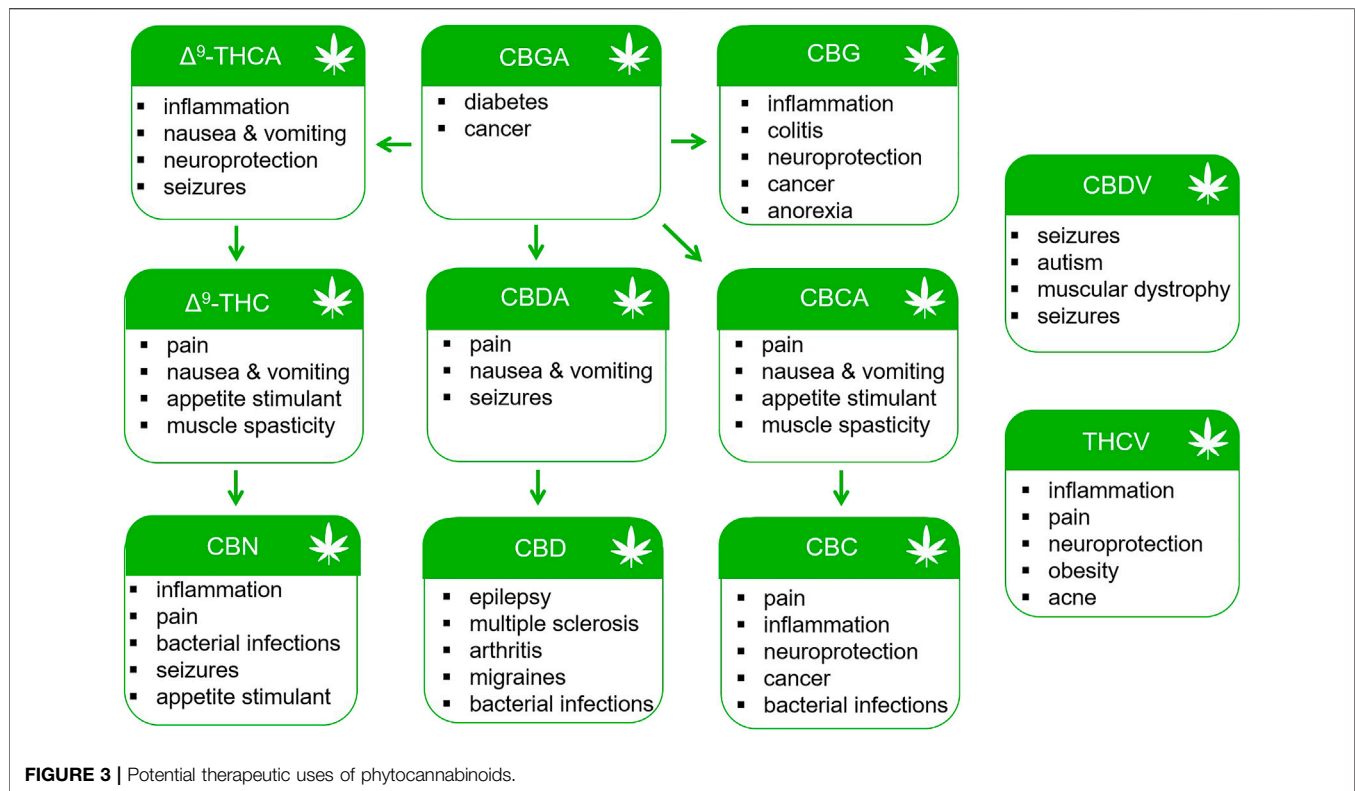 Δ⁹-THCA
▪ inflammation
▪ nausea & vomiting
▪ neuroprotection
▪ seizures
CBGA
▪ diabetes
▪ cancer
CBG
▪ inflammation
▪ colitis
▪ neuroprotection
▪ cancer
▪ anorexia
CBDV
▪ seizures
▪ autism
▪ muscular dystrophy
▪ seizures
Δ⁹-THC
▪ pain
▪ nausea & vomiting
▪ appetite stimulant
▪ muscle spasticity
CBDA
▪ pain
▪ nausea & vomiting
▪ seizures
CBCA
▪ pain
▪ nausea & vomiting
▪ appetite stimulant
▪ muscle spasticity
THCV
▪ inflammation
▪ pain
▪ neuroprotection
▪ obesity
▪ acne
CBN
▪ inflammation
▪ pain
▪ bacterial infections
▪ seizures
▪ appetite stimulant
CBD
▪ epilepsy
▪ multiple sclerosis
▪ arthritis
▪ migraines
▪ bacterial infections
CBC
▪ pain
▪ inflammation
▪ neuroprotection
▪ cancer
▪ bacterial infections
FIGURE 3 | Potential therapeutic uses of phytocannabinoids.